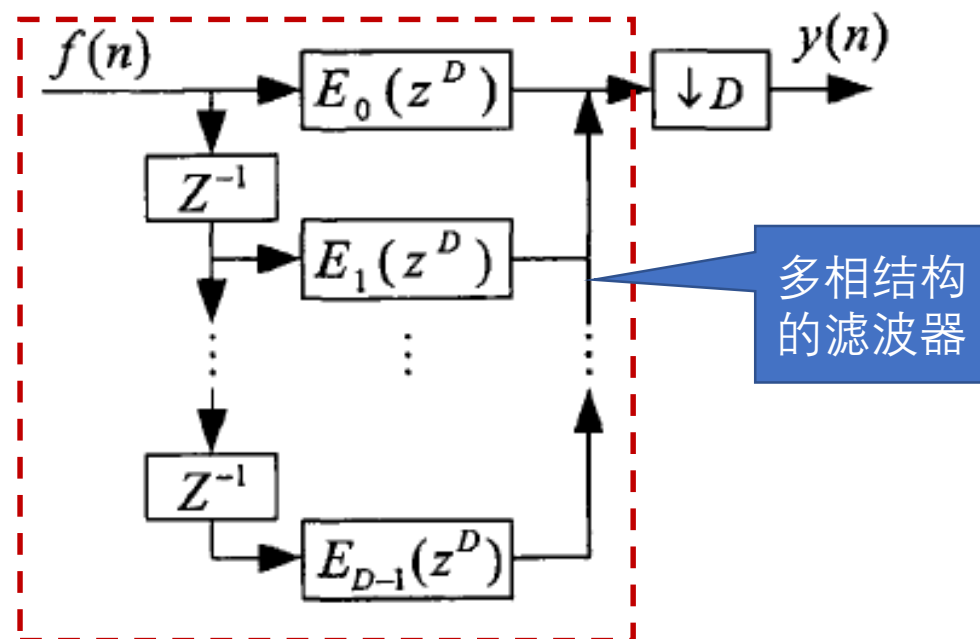 f(n)
E₀(z^D)
↓D
y(n)
Z⁻¹
E₁(z^D)
多相结构
的滤波器
⋮
⋮
⋮
Z⁻¹
E_{D−1}(z^D)